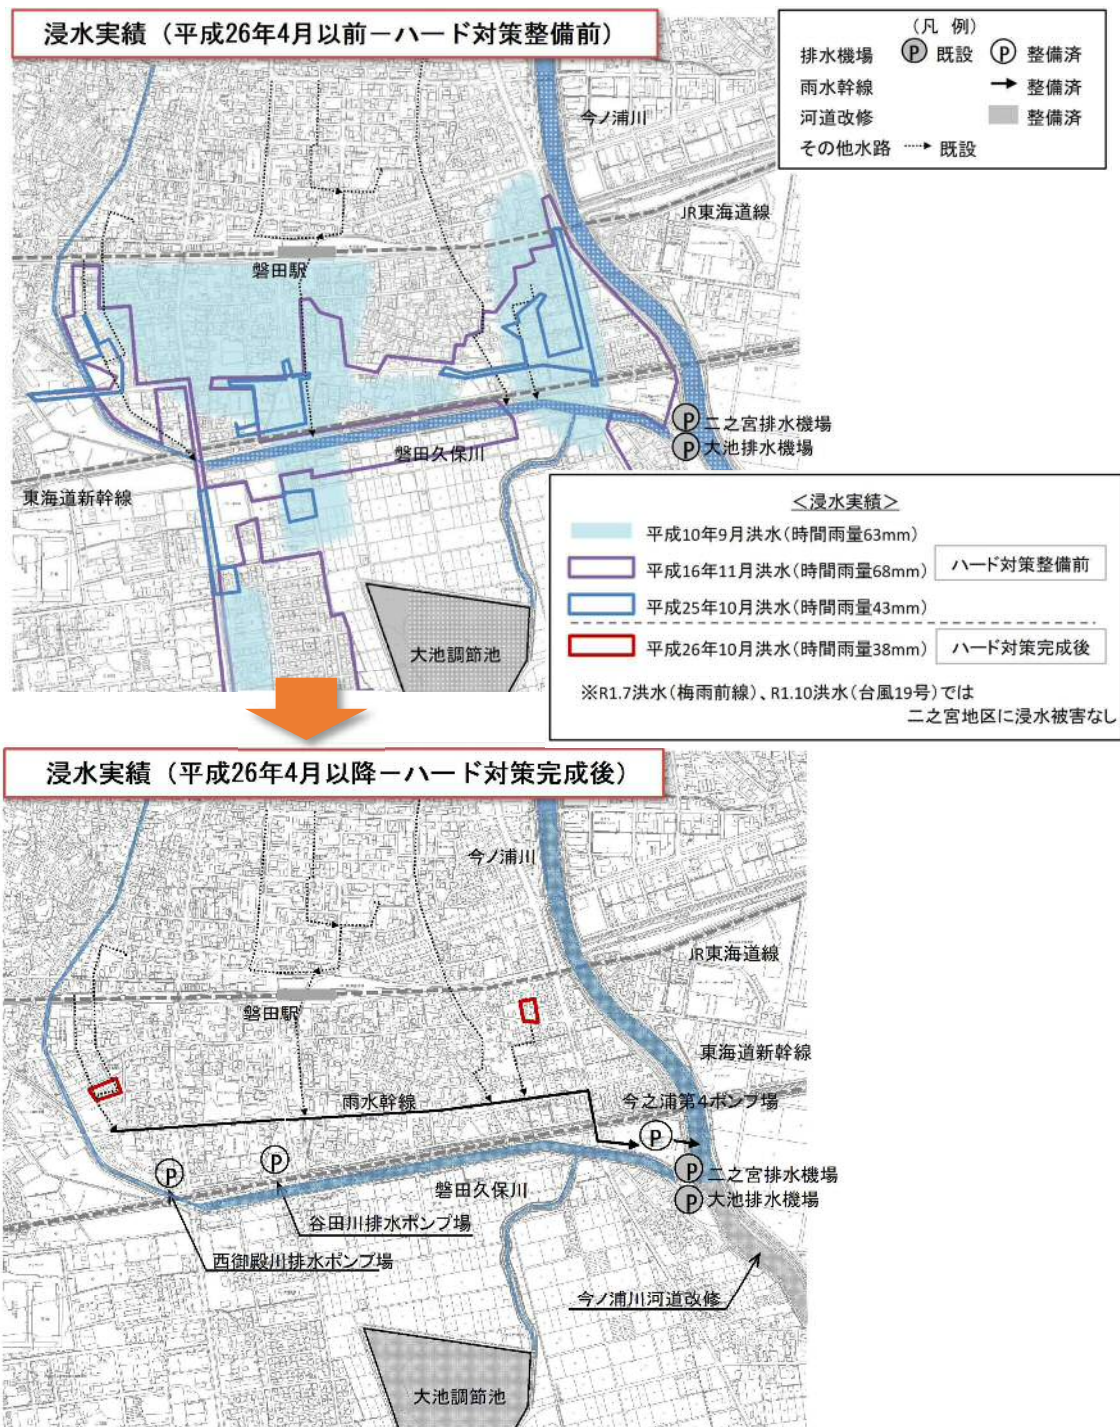 浸水実績（平成26年4月以前－ハード対策整備前）
（凡 例）
排水機場 P 既設 P 整備済
雨水幹線 整備済
河道改修 整備済
その他水路 既設
今ノ浦川
JR東海道線
磐田駅
P 二之宮排水機場
P 大池排水機場
磐田久保川
東海道新幹線
大池調節池
＜浸水実績＞
平成10年9月洪水（時間雨量63mm）
平成16年11月洪水（時間雨量68mm）
ハード対策整備前
平成25年10月洪水（時間雨量43mm）
平成26年10月洪水（時間雨量38mm）
ハード対策完成後
※R1.7洪水（梅雨前線）、R1.10洪水（台風19号）では
二之宮地区に浸水被害なし
浸水実績（平成26年4月以降－ハード対策完成後）
今ノ浦川
JR東海道線
磐田駅
東海道新幹線
雨水幹線
今之浦第4ポンプ場
P
P
P
P 二之宮排水機場
P 大池排水機場
磐田久保川
谷田川排水ポンプ場
西御殿川排水ポンプ場
今ノ浦川河道改修
大池調節池